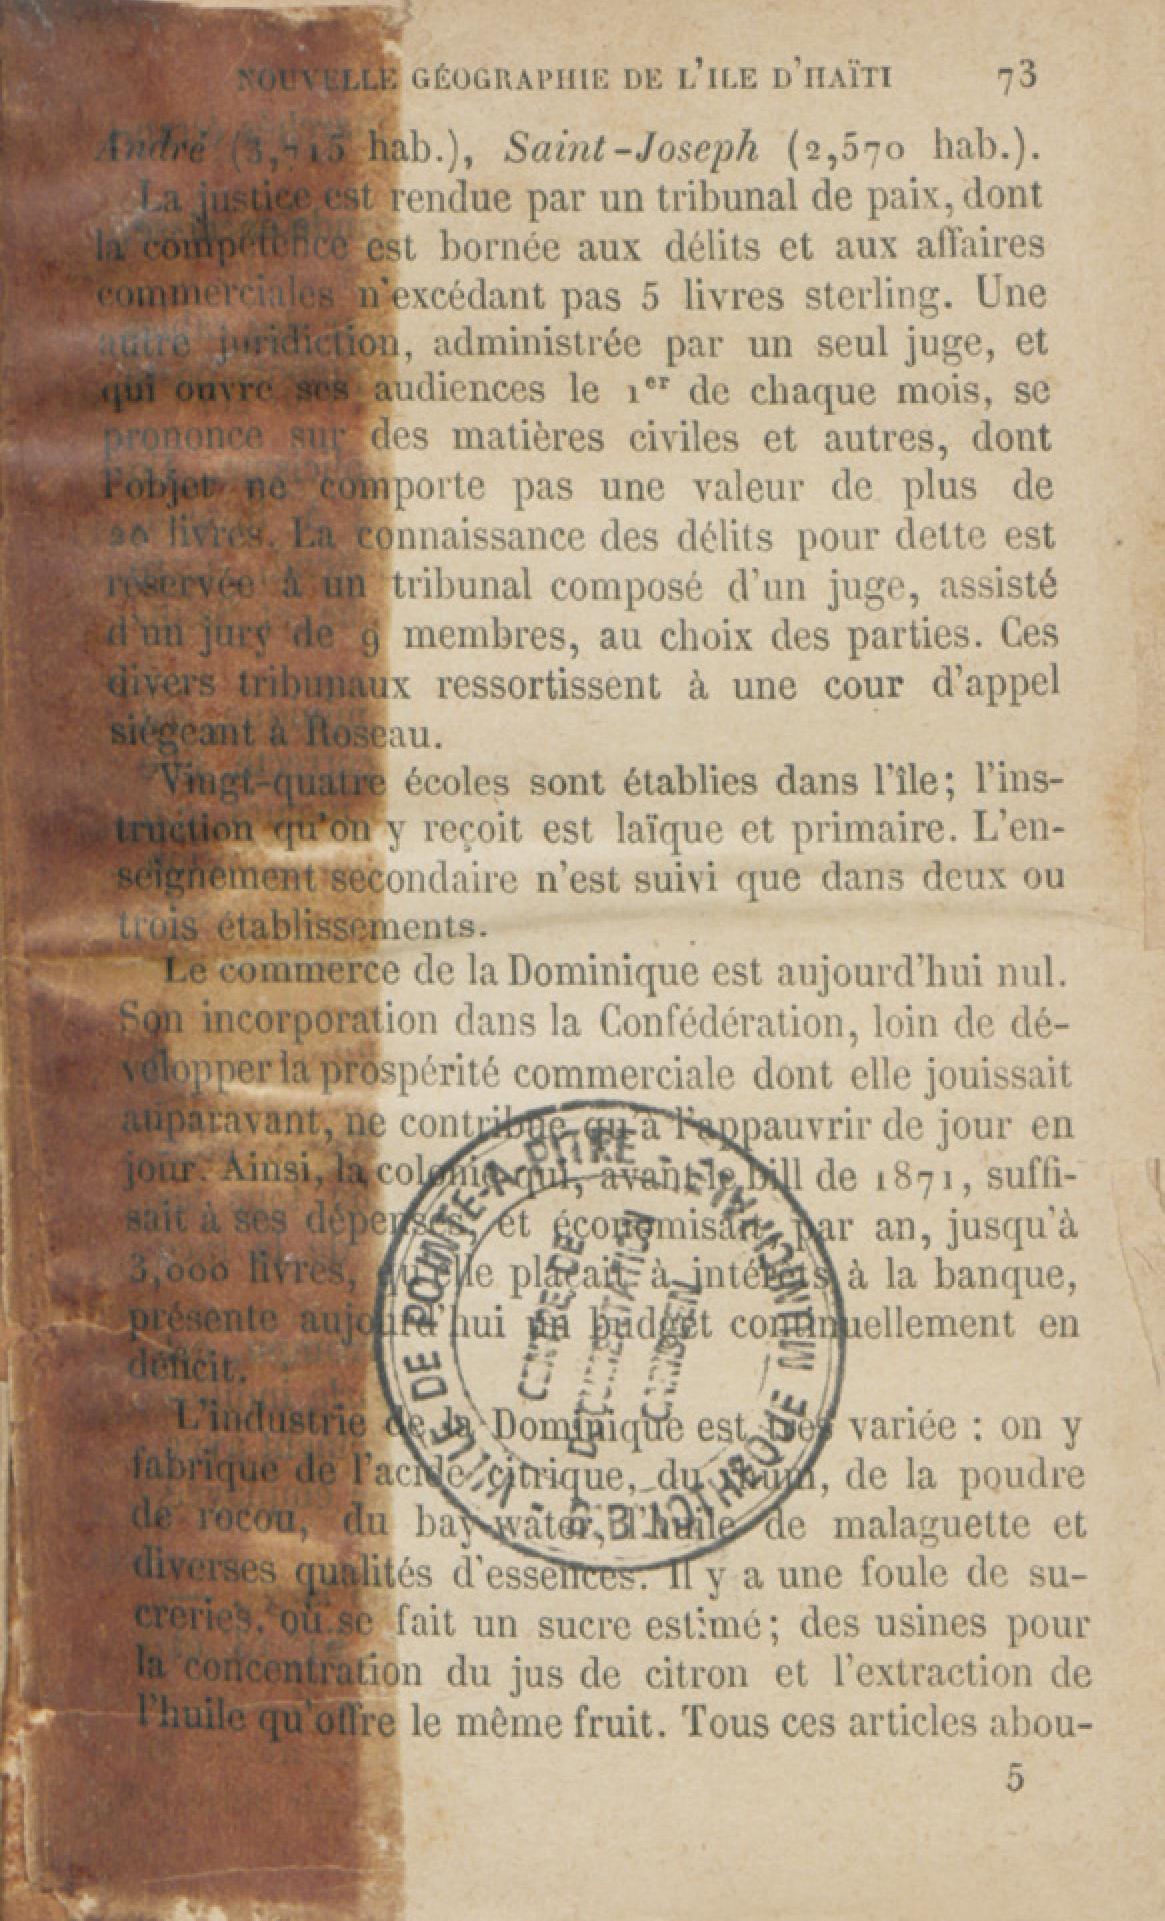 NOUVELLE GÉOGRAPHIE DE L'ILE D'HAÏTI 73
André hab.), Saint-Joseph (2,570 hab.).
La justice est rendue par un tribunal de paix, dont
la compétence est bornée aux délits et aux affaires
commerciales n'excédant pas 5 livres sterling. Une
autre juridiction, administrée par un seul juge, et
qui ouvre ses audiences le 1er de chaque mois, se
prononce sur des matières civiles et autres, dont
l'objet ne comporte pas une valeur de plus de
20 livres. La connaissance des délits pour dette est
réservée à un tribunal composé d'un juge, assisté
d'un jury de 9 membres, au choix des parties. Ces
divers tribunaux ressortissent à une cour d'appel
siégeant à Roseau.
Vingt-quatre écoles sont établies dans l'île; l'ins-
truction qu'on y reçoit est laïque et primaire. L'en-
seignement secondaire n'est suivi que dans deux ou
trois établissements.
Le commerce de la Dominique est aujourd'hui nul.
Son incorporation dans la Confédération, loin de dé-
velopper la prospérité commerciale dont elle jouissait
auparavant, ne contribue qu'à l'appauvrir de jour en
jour. Ainsi, la colonie qui, avant le bill de 1871, suffi-
sait à ses dépenses et économisait, par an, jusqu'à
3,000 livres, qu'elle plaçait à intérêts à la banque,
présente aujourd'hui un budget continuellement en
déficit.
L'industrie de la Dominique est très variée : on y
fabrique de l'acide citrique, du rhum, de la poudre
de rocou, du bay-water, l'huile de malaguette et
diverses qualités d'essences. Il y a une foule de su-
creries, où se fait un sucre estimé; des usines pour
la concentration du jus de citron et l'extraction de
l'huile qu'offre le même fruit. Tous ces articles abou-
5
VILLE DE POINTE-A-PITRE - BIBLIOTHEQUE MUNICIPALE -
CENTRE DE
DOCUMENTATION
CARIBEEN